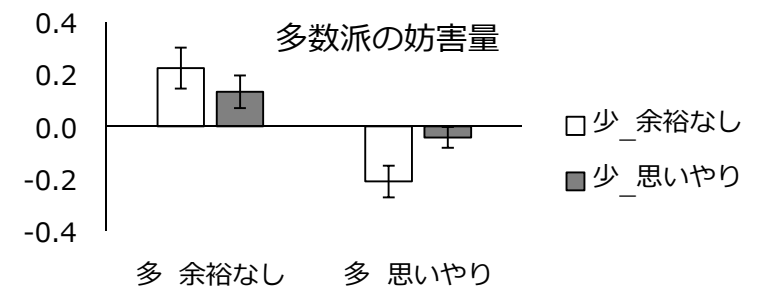 多数派の妨害量
0.4
0.2
0.0
-0.2
-0.4
少_余裕なし
少_思いやり
多 余裕なし
多 思いやり